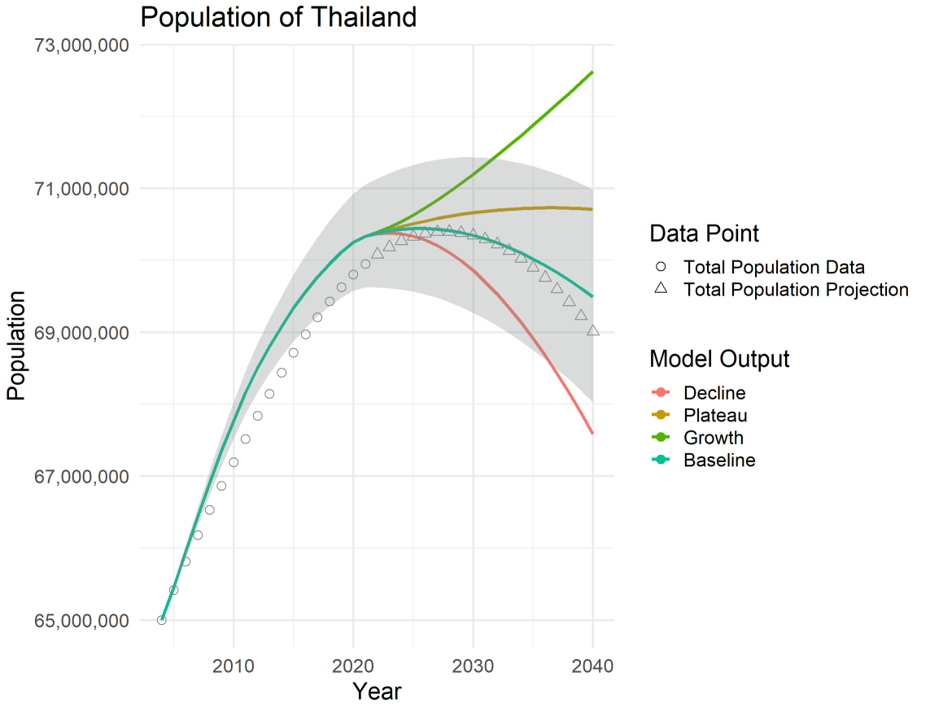 Population of Thailand
73,000,000
71,000,000
69,000,000
67,000,000
65,000,000
Population
2010
2020
2030
2040
Year
Data Point
Total Population Data
Total Population Projection
Model Output
Decline
Plateau
Growth
Baseline